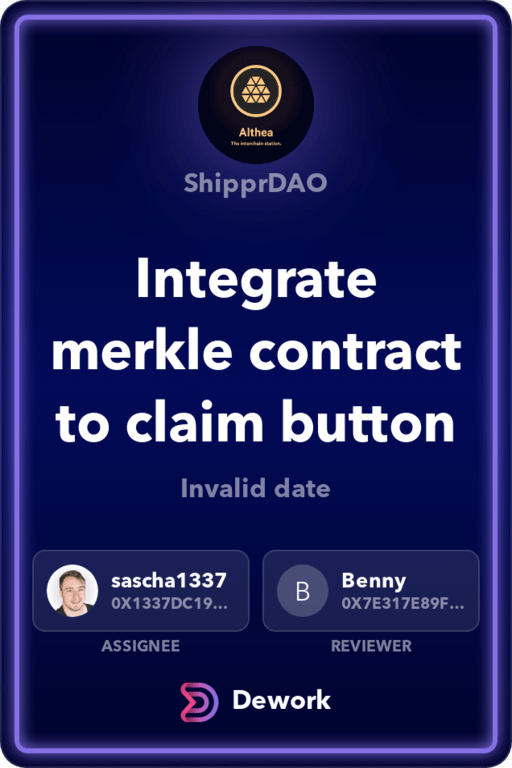 Althea
The interchain station.
ShipprDAO
Integrate
merkle contract
to claim button
Invalid date
sascha1337
0X1337DC19...
ASSIGNEE
B
Benny
0X7E317E89F...
REVIEWER
Dework